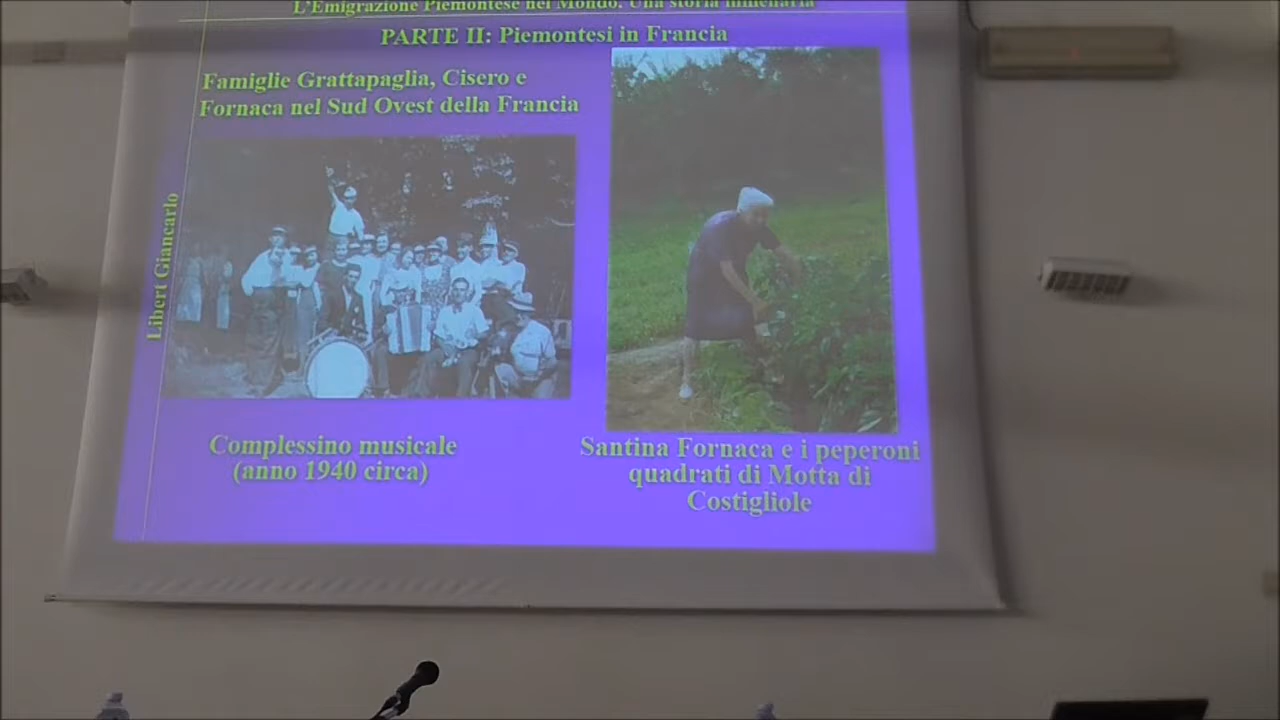 L'Emigrazione Piemontese nel Mondo. Una storia millenaria
PARTE II: Piemontesi in Francia
Famiglie Grattapaglia, Cisero e
Fornaca nel Sud Ovest della Francia
Libert Giancarlo
Complessino musicale
(anno 1940 circa)
Santina Fornaca e i peperoni
quadrati di Motta di
Costigliole